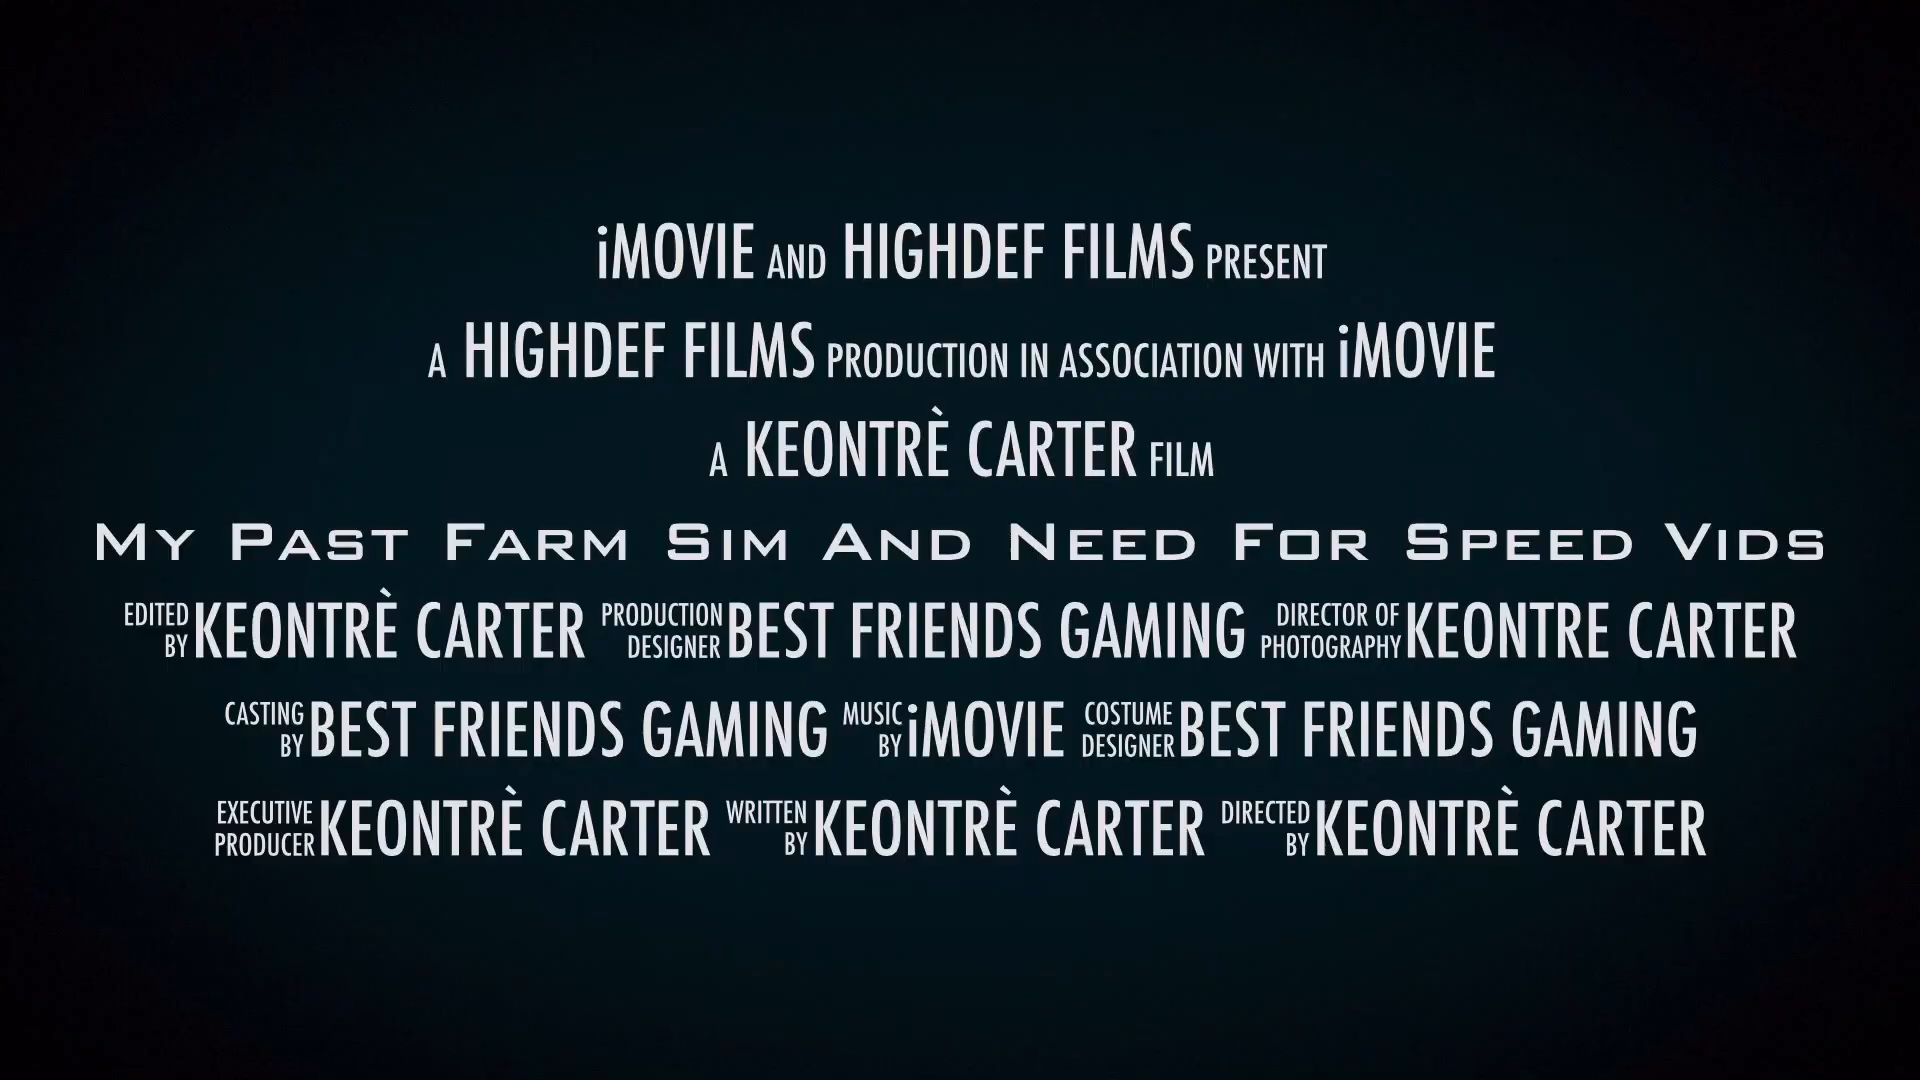 iMOVIE AND HIGHDEF FILMS PRESENT
A HIGHDEF FILMS PRODUCTION IN ASSOCIATION WITH iMOVIE
A KEONTRÈ CARTER FILM
MY PAST FARM SIM AND NEED FOR SPEED VIDS
EDITED BY KEONTRÈ CARTER PRODUCTION DESIGNER BEST FRIENDS GAMING DIRECTOR OF PHOTOGRAPHY KEONTRE CARTER
CASTING BY BEST FRIENDS GAMING MUSIC BY iMOVIE COSTUME DESIGNER BEST FRIENDS GAMING
EXECUTIVE PRODUCER KEONTRÈ CARTER WRITTEN BY KEONTRÈ CARTER DIRECTED BY KEONTRÈ CARTER